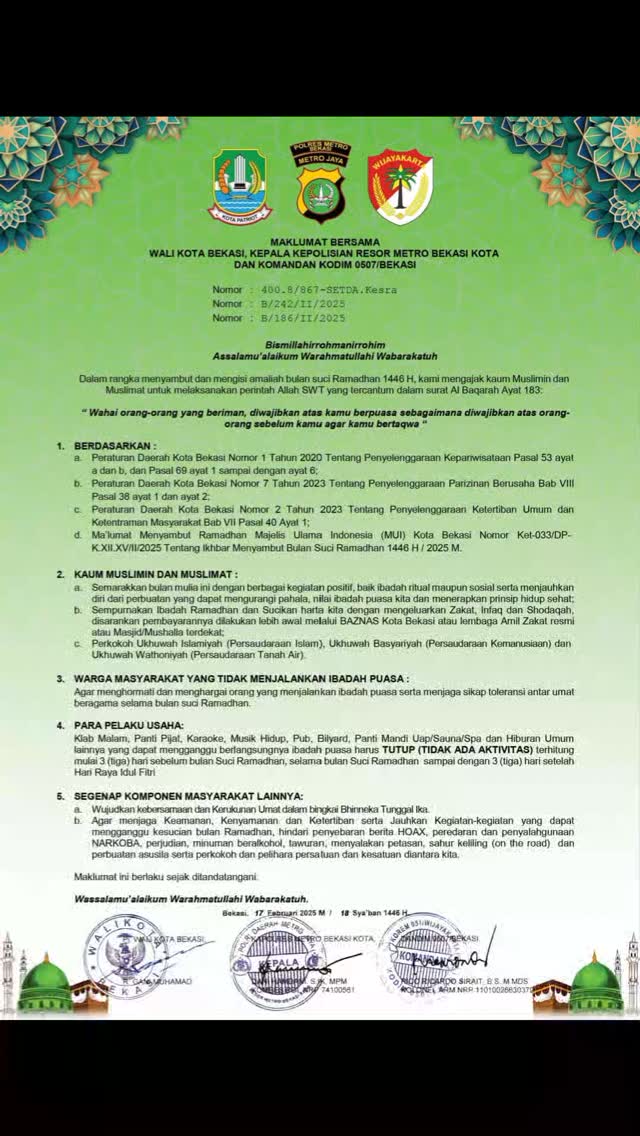 KOTA PATRIOT
POLRES METRO
BEKASI
METRO JAYA
WIJAYAKARTA
MAKLUMAT BERSAMA
WALI KOTA BEKASI, KEPALA KEPOLISIAN RESOR METRO BEKASI KOTA
DAN KOMANDAN KODIM 0507/BEKASI
Nomor : 400.8/867-SETDA.Kesra
Nomor : B/242/II/2025
Nomor : B/186/II/2025
Bismillahirrohmanirrohim
Assalamu'alaikum Warahmatullahi Wabarakatuh
Dalam rangka menyambut dan mengisi amaliah bulan suci Ramadhan 1446 H, kami mengajak kaum Muslimin dan
Muslimat untuk melaksanakan perintah Allah SWT yang tercantum dalam surat Al Baqarah Ayat 183:
“ Wahai orang-orang yang beriman, diwajibkan atas kamu berpuasa sebagaimana diwajibkan atas orang-
orang sebelum kamu agar kamu bertaqwa “
1. BERDASARKAN :
a. Peraturan Daerah Kota Bekasi Nomor 1 Tahun 2020 Tentang Penyelenggaraan Kepariwisataan Pasal 53 ayat
a dan b, dan Pasal 69 ayat 1 sampai dengan ayat 6;
b. Peraturan Daerah Kota Bekasi Nomor 7 Tahun 2023 Tentang Penyelenggaraan Parizinan Berusaha Bab VIII
Pasal 38 ayat 1 dan ayat 2;
c. Peraturan Daerah Kota Bekasi Nomor 2 Tahun 2023 Tentang Penyelenggaraan Ketertiban Umum dan
Ketentraman Masyarakat Bab VII Pasal 40 Ayat 1;
d. Ma'lumat Menyambut Ramadhan Majelis Ulama Indonesia (MUI) Kota Bekasi Nomor Ket-033/DP-
K.XII.XV/II/2025 Tentang Ikhbar Menyambut Bulan Suci Ramadhan 1446 H / 2025 M.
2. KAUM MUSLIMIN DAN MUSLIMAT :
a. Semarakkan bulan mulia ini dengan berbagai kegiatan positif, baik ibadah ritual maupun sosial serta menjauhkan
diri dari perbuatan yang dapat mengurangi pahala, nilai ibadah puasa kita dan menerapkan prinsip hidup sehat;
b. Sempurnakan Ibadah Ramadhan dan Sucikan harta kita dengan mengeluarkan Zakat, Infaq dan Shodaqah,
disarankan pembayarannya dilakukan lebih awal melalui BAZNAS Kota Bekasi atau lembaga Amil Zakat resmi
atau Masjid/Mushalla terdekat;
c. Perkokoh Ukhuwah Islamiyah (Persaudaraan Islam), Ukhuwah Basyariyah (Persaudaraan Kemanusiaan) dan
Ukhuwah Wathoniyah (Persaudaraan Tanah Air).
3. WARGA MASYARAKAT YANG TIDAK MENJALANKAN IBADAH PUASA :
Agar menghormati dan menghargai orang yang menjalankan ibadah puasa serta menjaga sikap toleransi antar umat
beragama selama bulan suci Ramadhan.
4. PARA PELAKU USAHA:
Klab Malam, Panti Pijat, Karaoke, Musik Hidup, Pub, Bilyard, Panti Mandi Uap/Sauna/Spa dan Hiburan Umum
lainnya yang dapat mengganggu berlangsungnya ibadah puasa harus TUTUP (TIDAK ADA AKTIVITAS) terhitung
mulai 3 (tiga) hari sebelum bulan Suci Ramadhan, selama bulan Suci Ramadhan sampai dengan 3 (tiga) hari setelah
Hari Raya Idul Fitri
5. SEGENAP KOMPONEN MASYARAKAT LAINNYA:
a. Wujudkan kebersamaan dan Kerukunan Umat dalam bingkai Bhinneka Tunggal Ika.
b. Agar menjaga Keamanan, Kenyamanan dan Ketertiban serta Jauhkan Kegiatan-kegiatan yang dapat
mengganggu kesucian bulan Ramadhan, hindari penyebaran berita HOAX, peredaran dan penyalahgunaan
NARKOBA, perjudian, minuman beralkohol, tawuran, menyalakan petasan, sahur keliling (on the road) dan
perbuatan asusila serta perkokoh dan pelihara persatuan dan kesatuan diantara kita.
Maklumat ini berlaku sejak ditandatangani.
Wassalamu'alaikum Warahmatullahi Wabarakatuh.
Bekasi, 17 Februari 2025 M / 18 Sya'ban 1446 H
WALI KOTA BEKASI, KAPOLRES METRO BEKASI KOTA, BEKASI,
WALIKOTA BEKASI KEPALA
MUHAMAD S.IK, MPM RICARDO SIRAIT, B.S. M MDS
NRP 74100561 KOLONEL ARM NRP